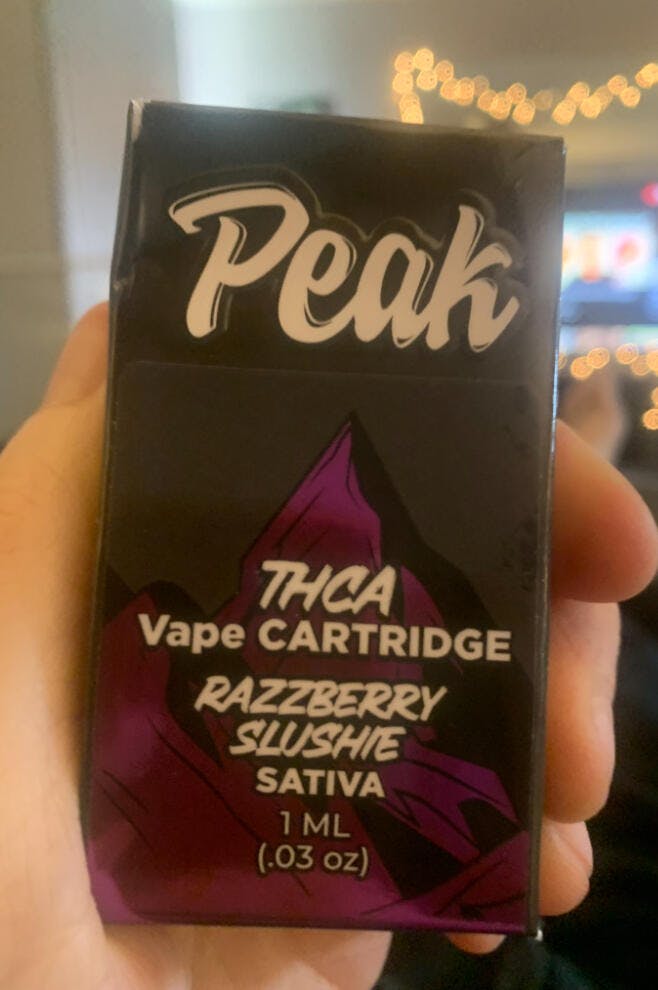 Peak
THCA
Vape CARTRIDGE
RAZZBERRY
SLUSHIE
SATIVA
1 ML
(.03 oz)